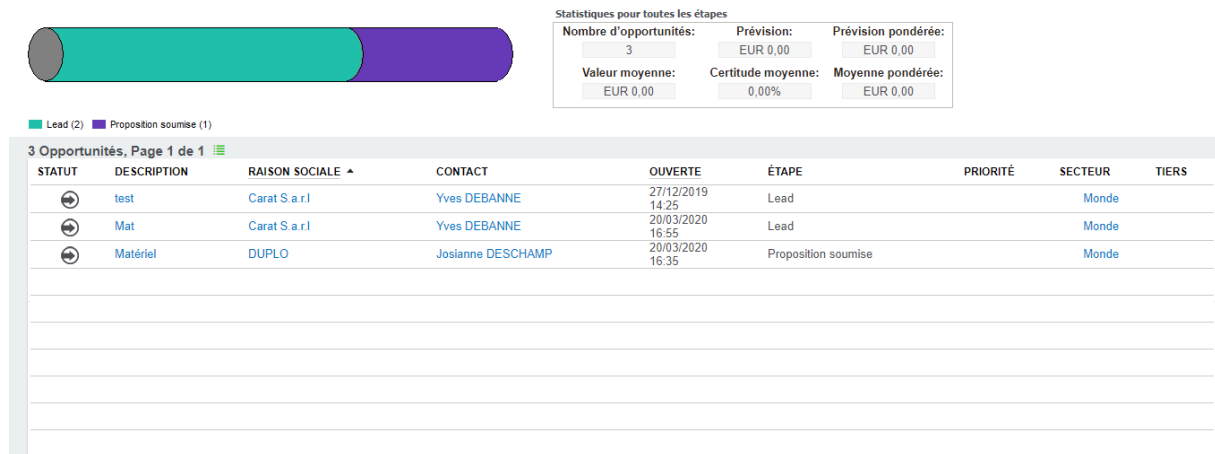 Statistiques pour toutes les étapes
Nombre d'opportunités: Prévision: Prévision pondérée:
3 EUR 0,00 EUR 0,00
Valeur moyenne: Certitude moyenne: Moyenne pondérée:
EUR 0,00 0,00% EUR 0,00
Lead (2) Proposition soumise (1)
3 Opportunités, Page 1 de 1
STATUT DESCRIPTION RAISON SOCIALE CONTACT OUVERTE ÉTAPE PRIORITÉ SECTEUR TIERS
test Carat S.a.r.l Yves DEBANNE 27/12/2019 14:25 Lead Monde
Mat Carat S.a.r.l Yves DEBANNE 20/03/2020 16:55 Lead Monde
Matériel DUPLO Josianne DESCHAMP 20/03/2020 16:35 Proposition soumise Monde